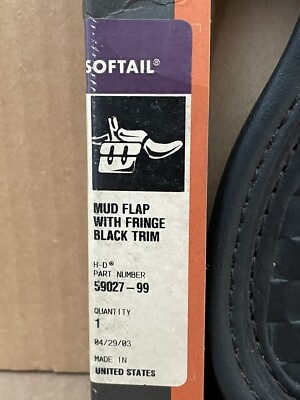 SOFTAIL®
MUD FLAP
WITH FRINGE
BLACK TRIM
H-D®
PART NUMBER
59027-99
QUANTITY
1
04/29/03
MADE IN
UNITED STATES